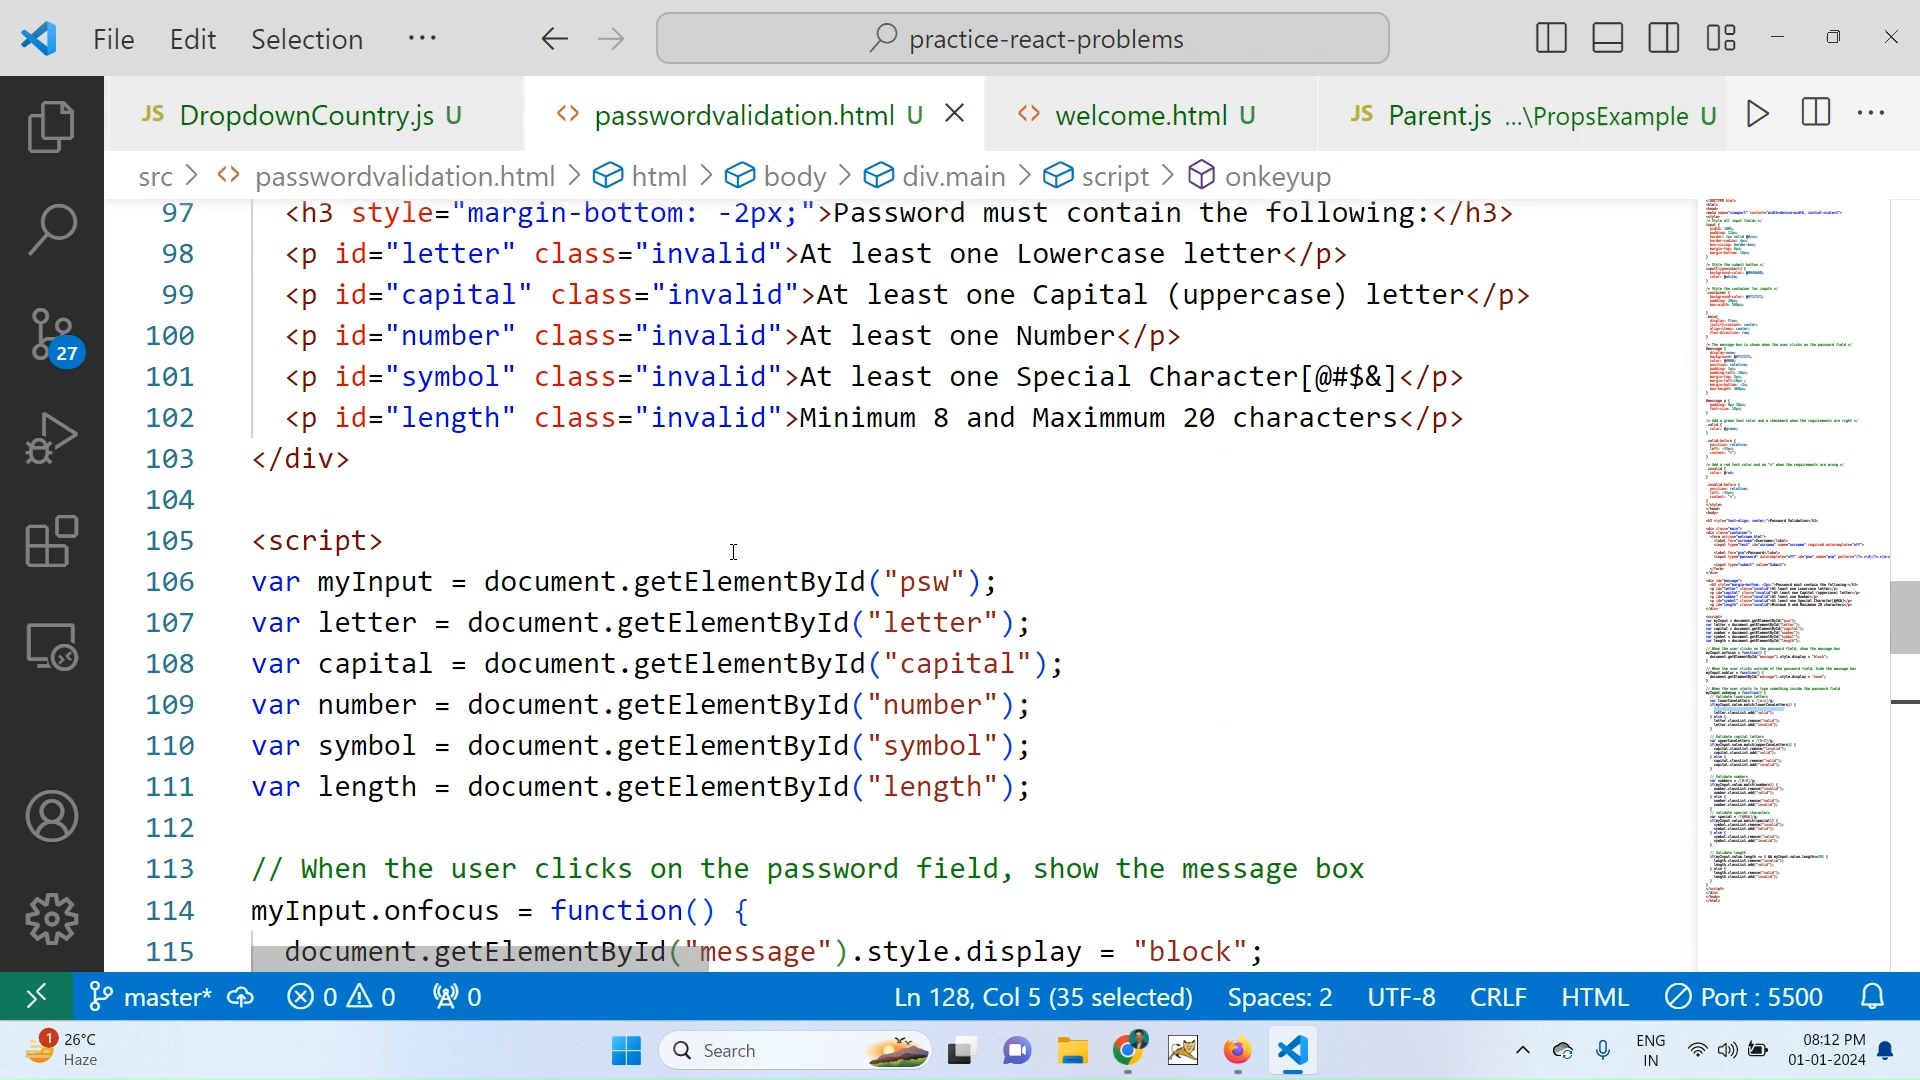 File Edit Selection ··· practice-react-problems
JS DropdownCountry.js U <> passwordvalidation.html U <> welcome.html U JS Parent.js ...\PropsExample U ···
src > <> passwordvalidation.html > html > body > div.main > script > onkeyup
97 <h3 style="margin-bottom: -2px;">Password must contain the following:</h3>
98 <p id="letter" class="invalid">At least one Lowercase letter</p>
99 <p id="capital" class="invalid">At least one Capital (uppercase) letter</p>
100 <p id="number" class="invalid">At least one Number</p>
101 <p id="symbol" class="invalid">At least one Special Character[@#$&]</p>
102 <p id="length" class="invalid">Minimum 8 and Maximmum 20 characters</p>
103 </div>
104
105 <script>
106 var myInput = document.getElementById("psw");
107 var letter = document.getElementById("letter");
108 var capital = document.getElementById("capital");
109 var number = document.getElementById("number");
110 var symbol = document.getElementById("symbol");
111 var length = document.getElementById("length");
112
113 // When the user clicks on the password field, show the message box
114 myInput.onfocus = function() {
115 document.getElementById("message").style.display = "block";
27
master* 0 0 0 Ln 128, Col 5 (35 selected) Spaces: 2 UTF-8 CRLF HTML Port : 5500
1 26°C
Haze
Search
ENG
IN
08:12 PM
01-01-2024